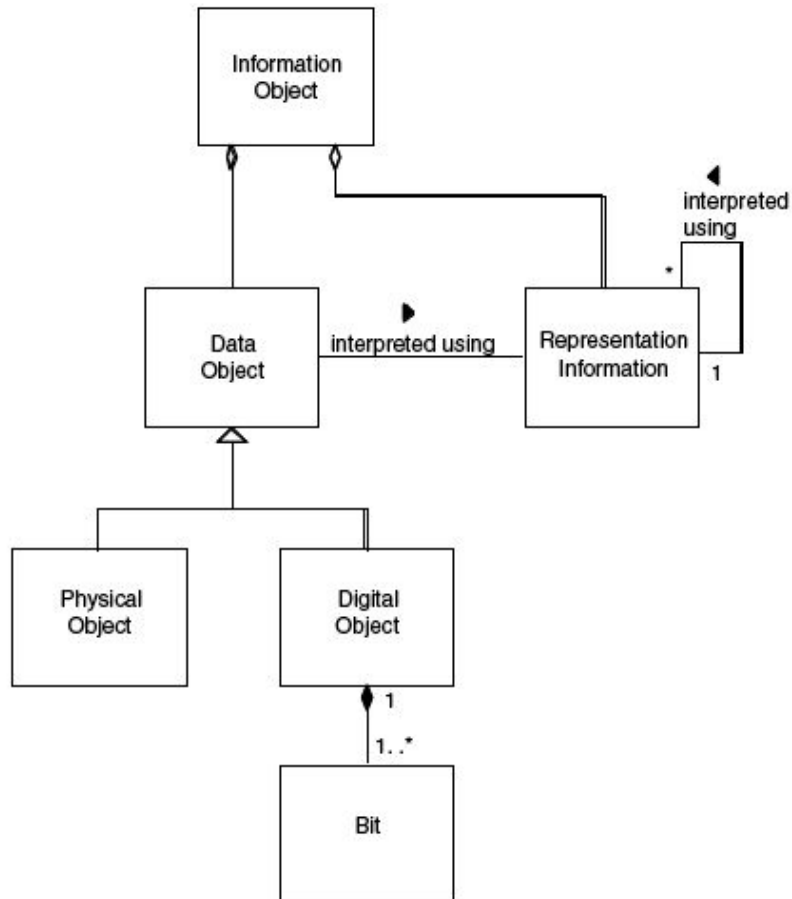 Information
Object
interpreted
using
*
1
Data
Object
interpreted using
Representation
Information
Physical
Object
Digital
Object
1
1..*
Bit